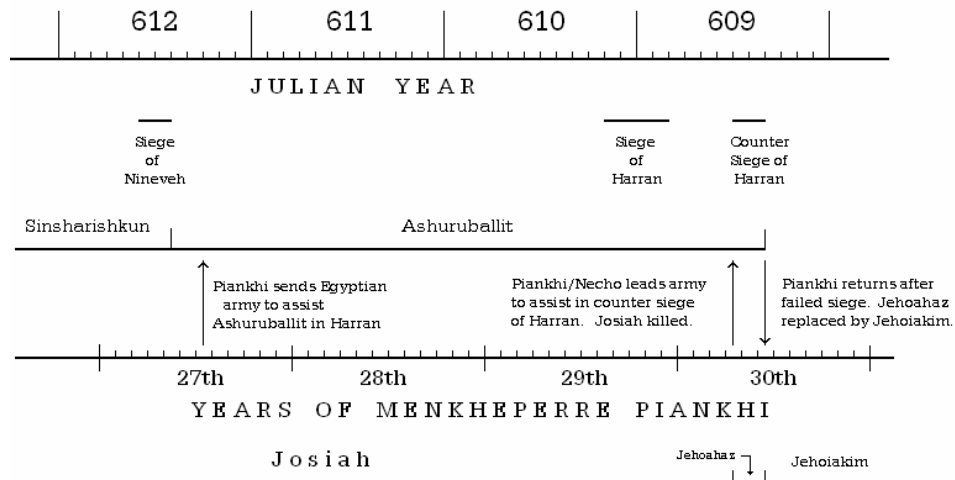 612 611 610 609
JULIAN YEAR
Siege
of
Nineveh
Siege
of
Harran
Counter
Siege of
Harran
Sinsharishkun Ashuruballit
Piankhi sends Egyptian
army to assist
Ashuruballit in Harran
Piankhi/Necho leads army
to assist in counter siege
of Harran. Josiah killed.
Piankhi returns after
failed siege. Jehoahaz
replaced by Jehoiakim.
27th 28th 29th 30th
YEARS OF MENKHEPERRE PIANKHI
Josiah Jehoahaz Jehoiakim